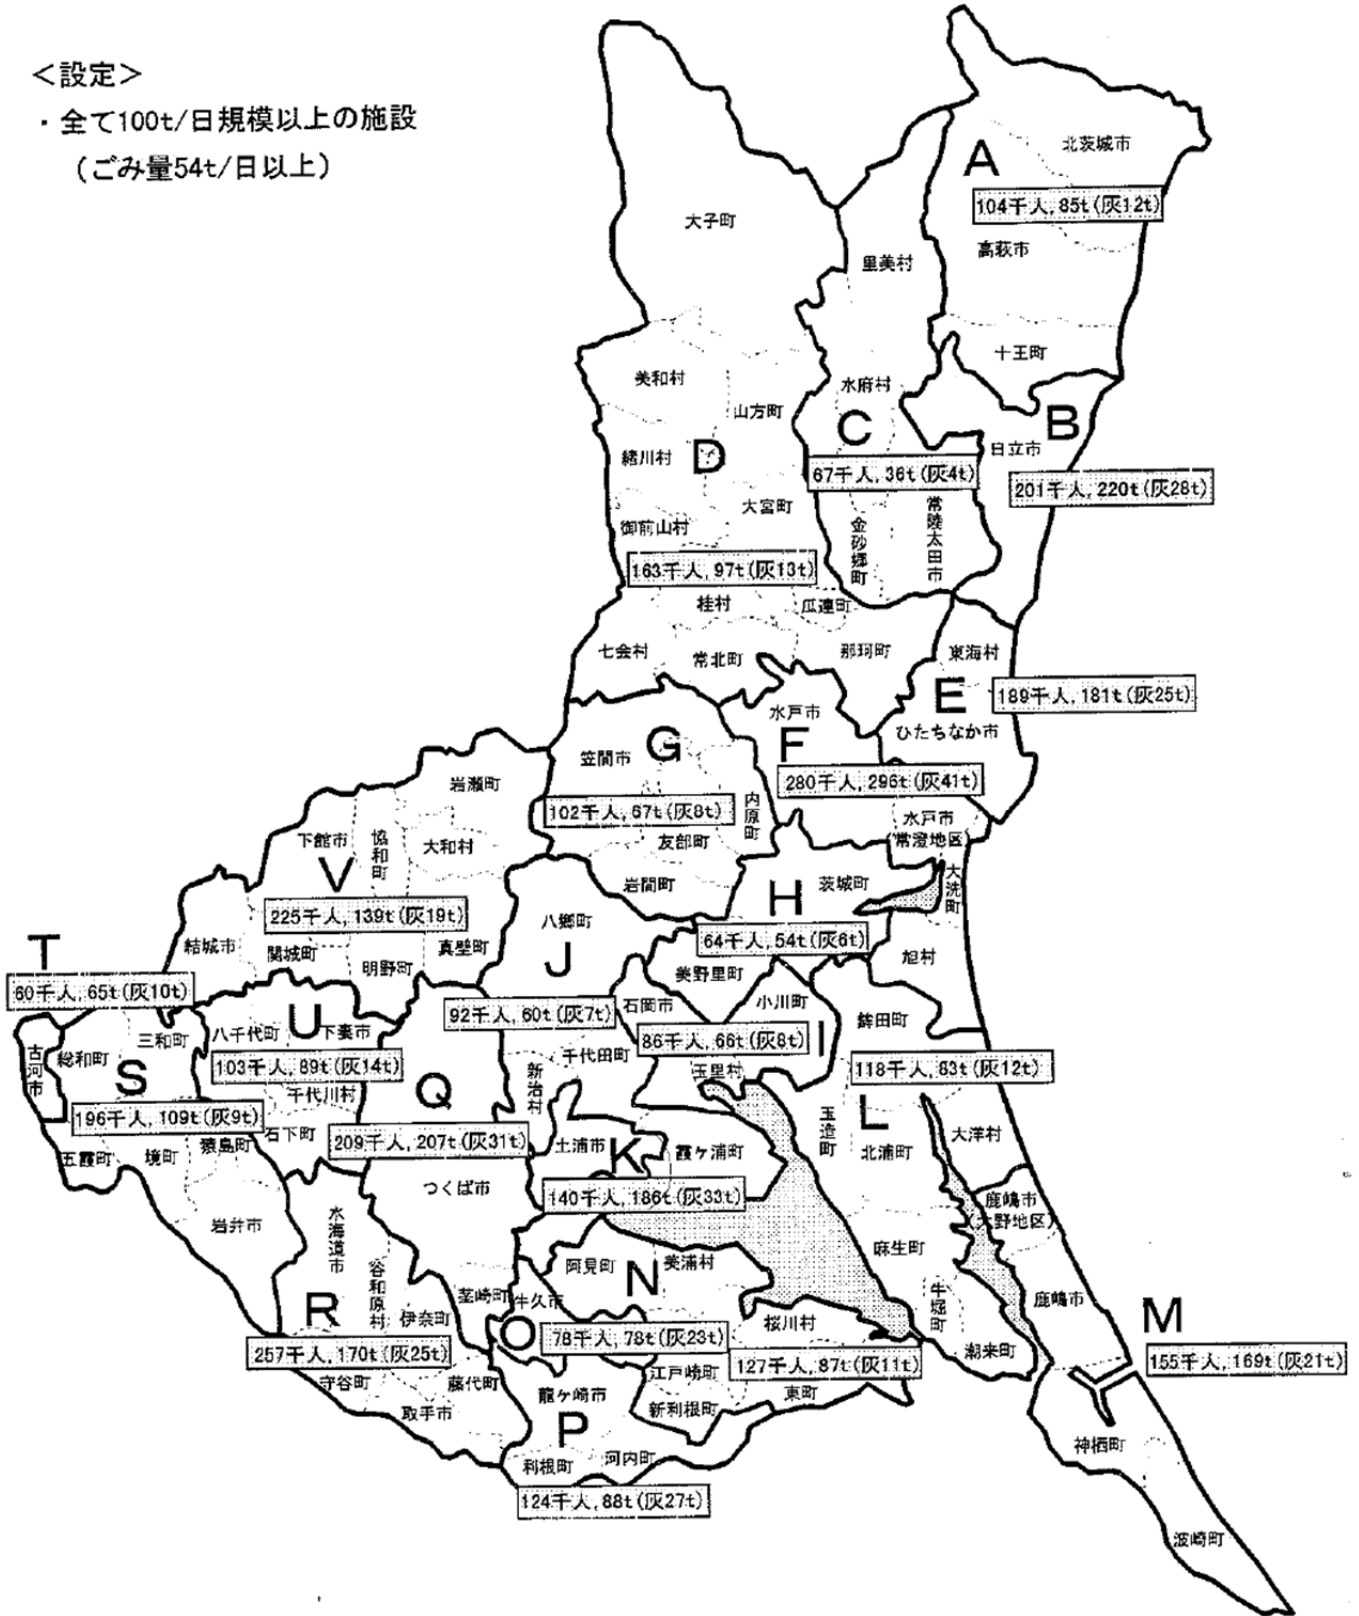 <設定>
・全て100t/日規模以上の施設
(ごみ量54t/日以上)
A
北茨城市
104千人, 85t(灰12t)
高萩市
十王町
大子町
里美村
美和村
山方町
水府村
C
B
日立市
緒川村
D
67千人, 36t(灰4t)
201千人, 220t(灰28t)
大宮町
御前山村
金砂郷町
常陸太田市
163千人, 97t(灰13t)
桂村
瓜連町
七会村
常北町
那珂町
東海村
E
189千人, 181t(灰25t)
ひたちなか市
水戸市
F
280千人, 296t(灰41t)
G
笠間市
102千人, 67t(灰8t)
内原町
友部町
岩間町
水戸市
(常澄地区)
大洗町
岩瀬町
下館市
協和町
大和村
V
225千人, 139t(灰19t)
結城市
関城町
明野町
真壁町
茨城町
H
64千人, 54t(灰6t)
旭村
八郷町
J
美野里町
石岡市
小川町
鉾田町
92千人, 60t(灰7t)
86千人, 66t(灰8t)
I
玉里村
千代田町
新治村
118千人, 83t(灰12t)
L
玉造町
北浦町
大洋村
T
60千人, 65t(灰10t)
古河市
総和町
三和町
S
八千代町
U
下妻市
103千人, 89t(灰14t)
千代川村
Q
196千人, 109t(灰9t)
石下町
209千人, 207t(灰31t)
五霞町
境町
猿島町
岩井市
つくば市
土浦市
K
霞ケ浦町
140千人, 186t(灰33t)
鹿嶋市
(大野地区)
麻生町
牛堀町
鹿嶋市
潮来町
水海道市
谷和原村
R
伊奈町
茎崎町
牛久市
阿見町
N
美浦村
O
78千人, 78t(灰23t)
桜川村
257千人, 170t(灰25t)
127千人, 87t(灰11t)
守谷町
藤代町
取手市
龍ケ崎市
江戸崎町
新利根町
東町
P
利根町
河内町
124千人, 88t(灰27t)
M
155千人, 169t(灰21t)
神栖町
波崎町